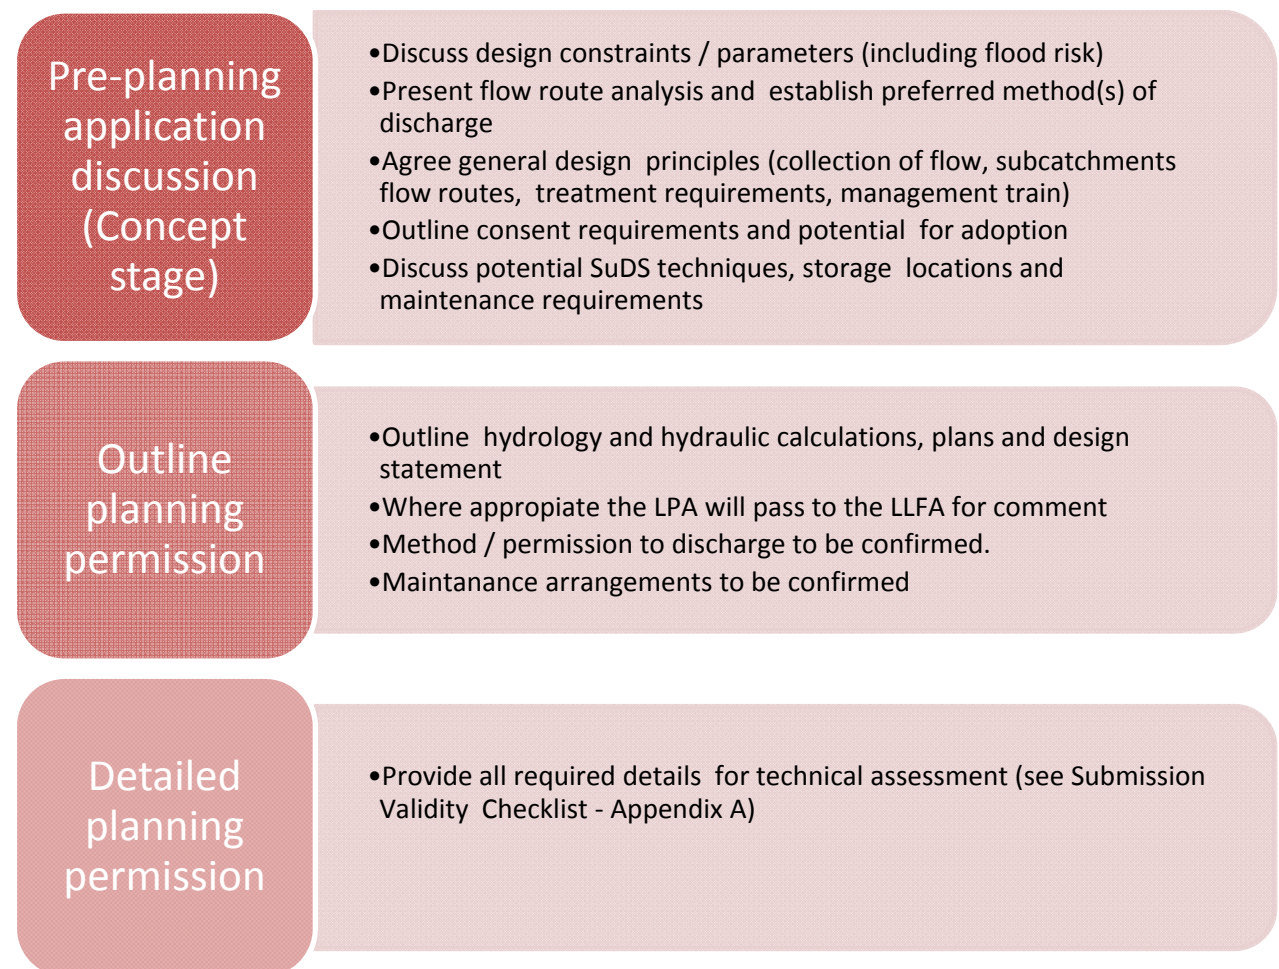 Pre-planning
application
discussion
(Concept
stage)
•Discuss design constraints / parameters (including flood risk)
•Present flow route analysis and establish preferred method(s) of
discharge
•Agree general design principles (collection of flow, subcatchments
flow routes, treatment requirements, management train)
•Outline consent requirements and potential for adoption
•Discuss potential SuDS techniques, storage locations and
maintenance requirements
Outline
planning
permission
•Outline hydrology and hydraulic calculations, plans and design
statement
•Where appropiate the LPA will pass to the LLFA for comment
•Method / permission to discharge to be confirmed.
•Maintanance arrangements to be confirmed
Detailed
planning
permission
•Provide all required details for technical assessment (see Submission
Validity Checklist - Appendix A)